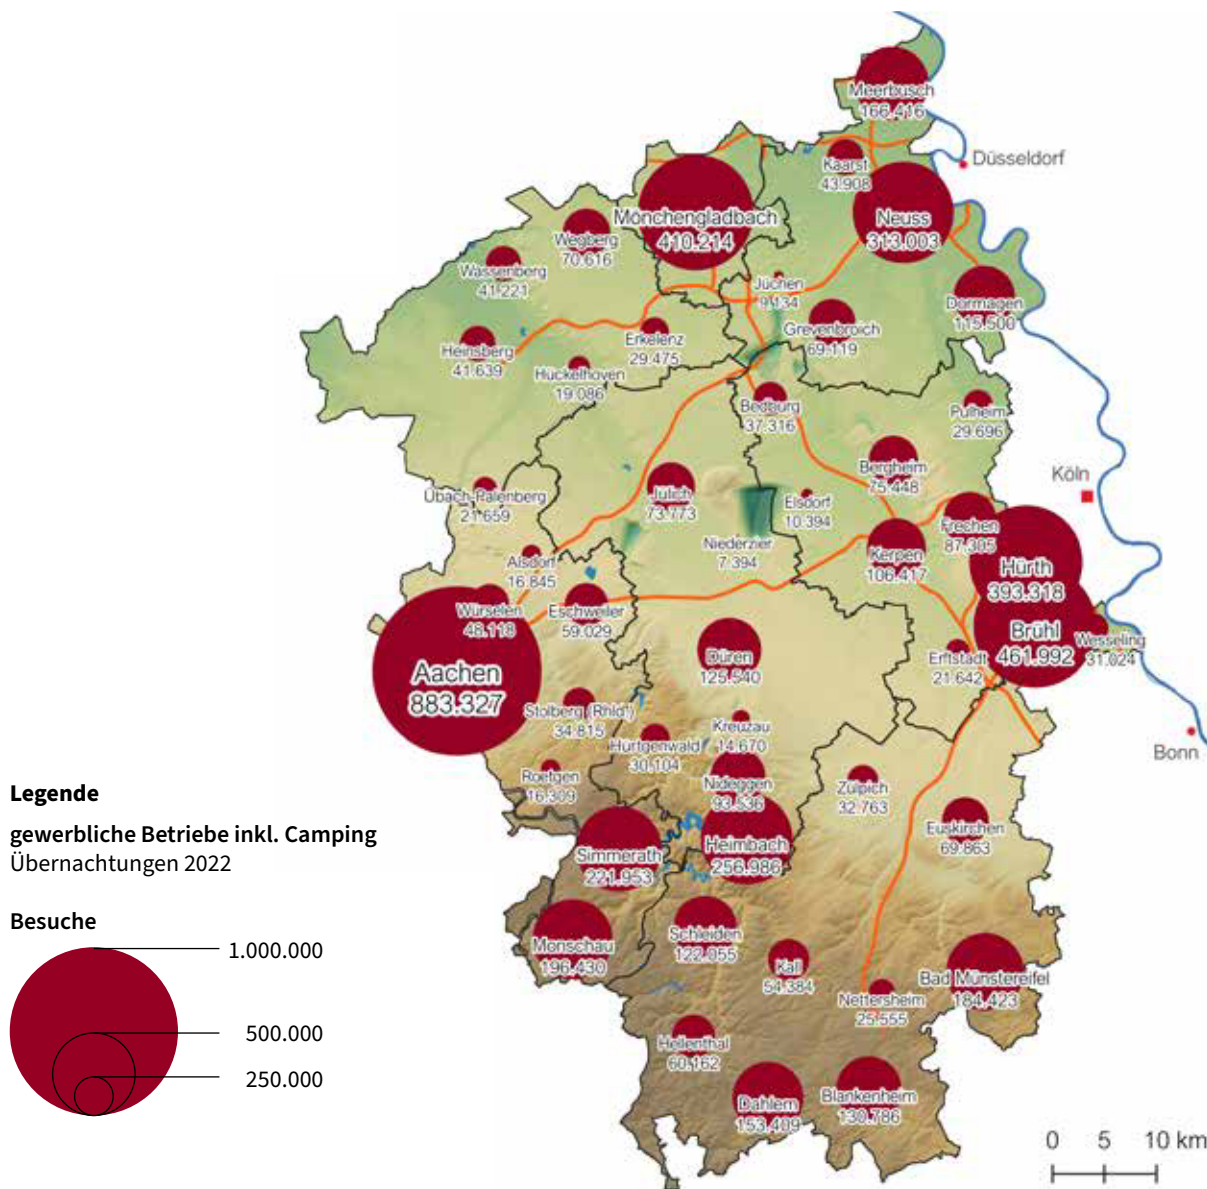 Meerbusch
166.416
Düsseldorf
Kaarst
43.908
Mönchengladbach
410.214
Neuss
313.003
Wegberg
70.616
Wassenberg
41.221
Jüchen
9.134
Dormagen
115.500
Grevenbroich
69.119
Erkelenz
29.475
Heinsberg
41.639
Hückelhoven
19.086
Bedburg
37.316
Pulheim
29.696
Köln
Bergheim
75.448
Übach-Palenberg
21.659
Jülich
73.773
Elsdorf
10.394
Frechen
87.305
Niederzier
7.394
Kerpen
106.417
Alsdorf
16.845
Hürth
393.318
Würselen
48.118
Eschweiler
59.029
Brühl
461.992
Wesseling
31.024
Aachen
883.327
Düren
125.540
Erftstadt
21.642
Stolberg (Rhld.)
34.815
Kreuzau
14.670
Hürtgenwald
30.104
Bonn
Roetgen
16.309
Nideggen
93.536
Zülpich
32.763
Legende
gewerbliche Betriebe inkl. Camping
Übernachtungen 2022
Euskirchen
69.863
Simmerath
221.953
Heimbach
256.986
Besuche
1.000.000
500.000
250.000
Monschau
196.430
Schleiden
122.055
Kall
54.384
Bad Münstereifel
184.423
Nettersheim
25.555
Hellenthal
60.162
Dahlem
153.409
Blankenheim
130.786
0 5 10 km